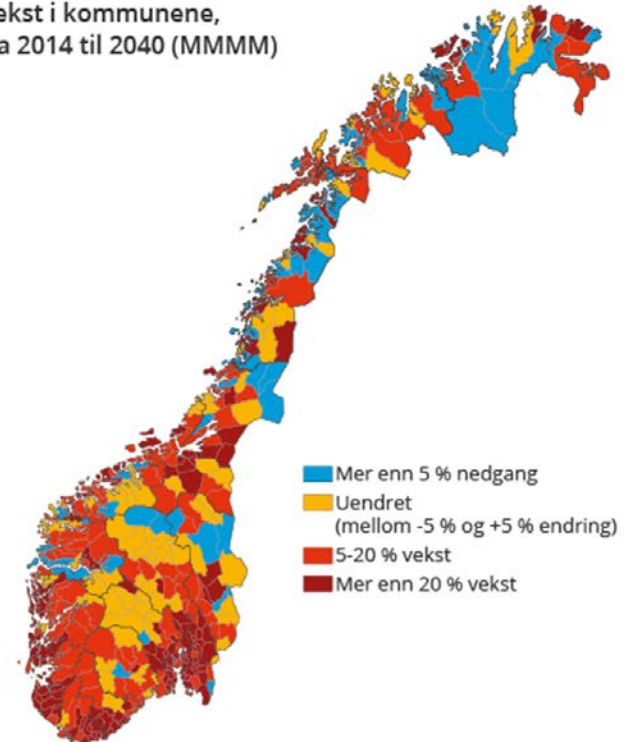 ekst i kommunene,
a 2014 til 2040 (MMMM)
Mer enn 5 % nedgang
Uendret
(mellom -5 % og +5 % endring)
5-20 % vekst
Mer enn 20 % vekst